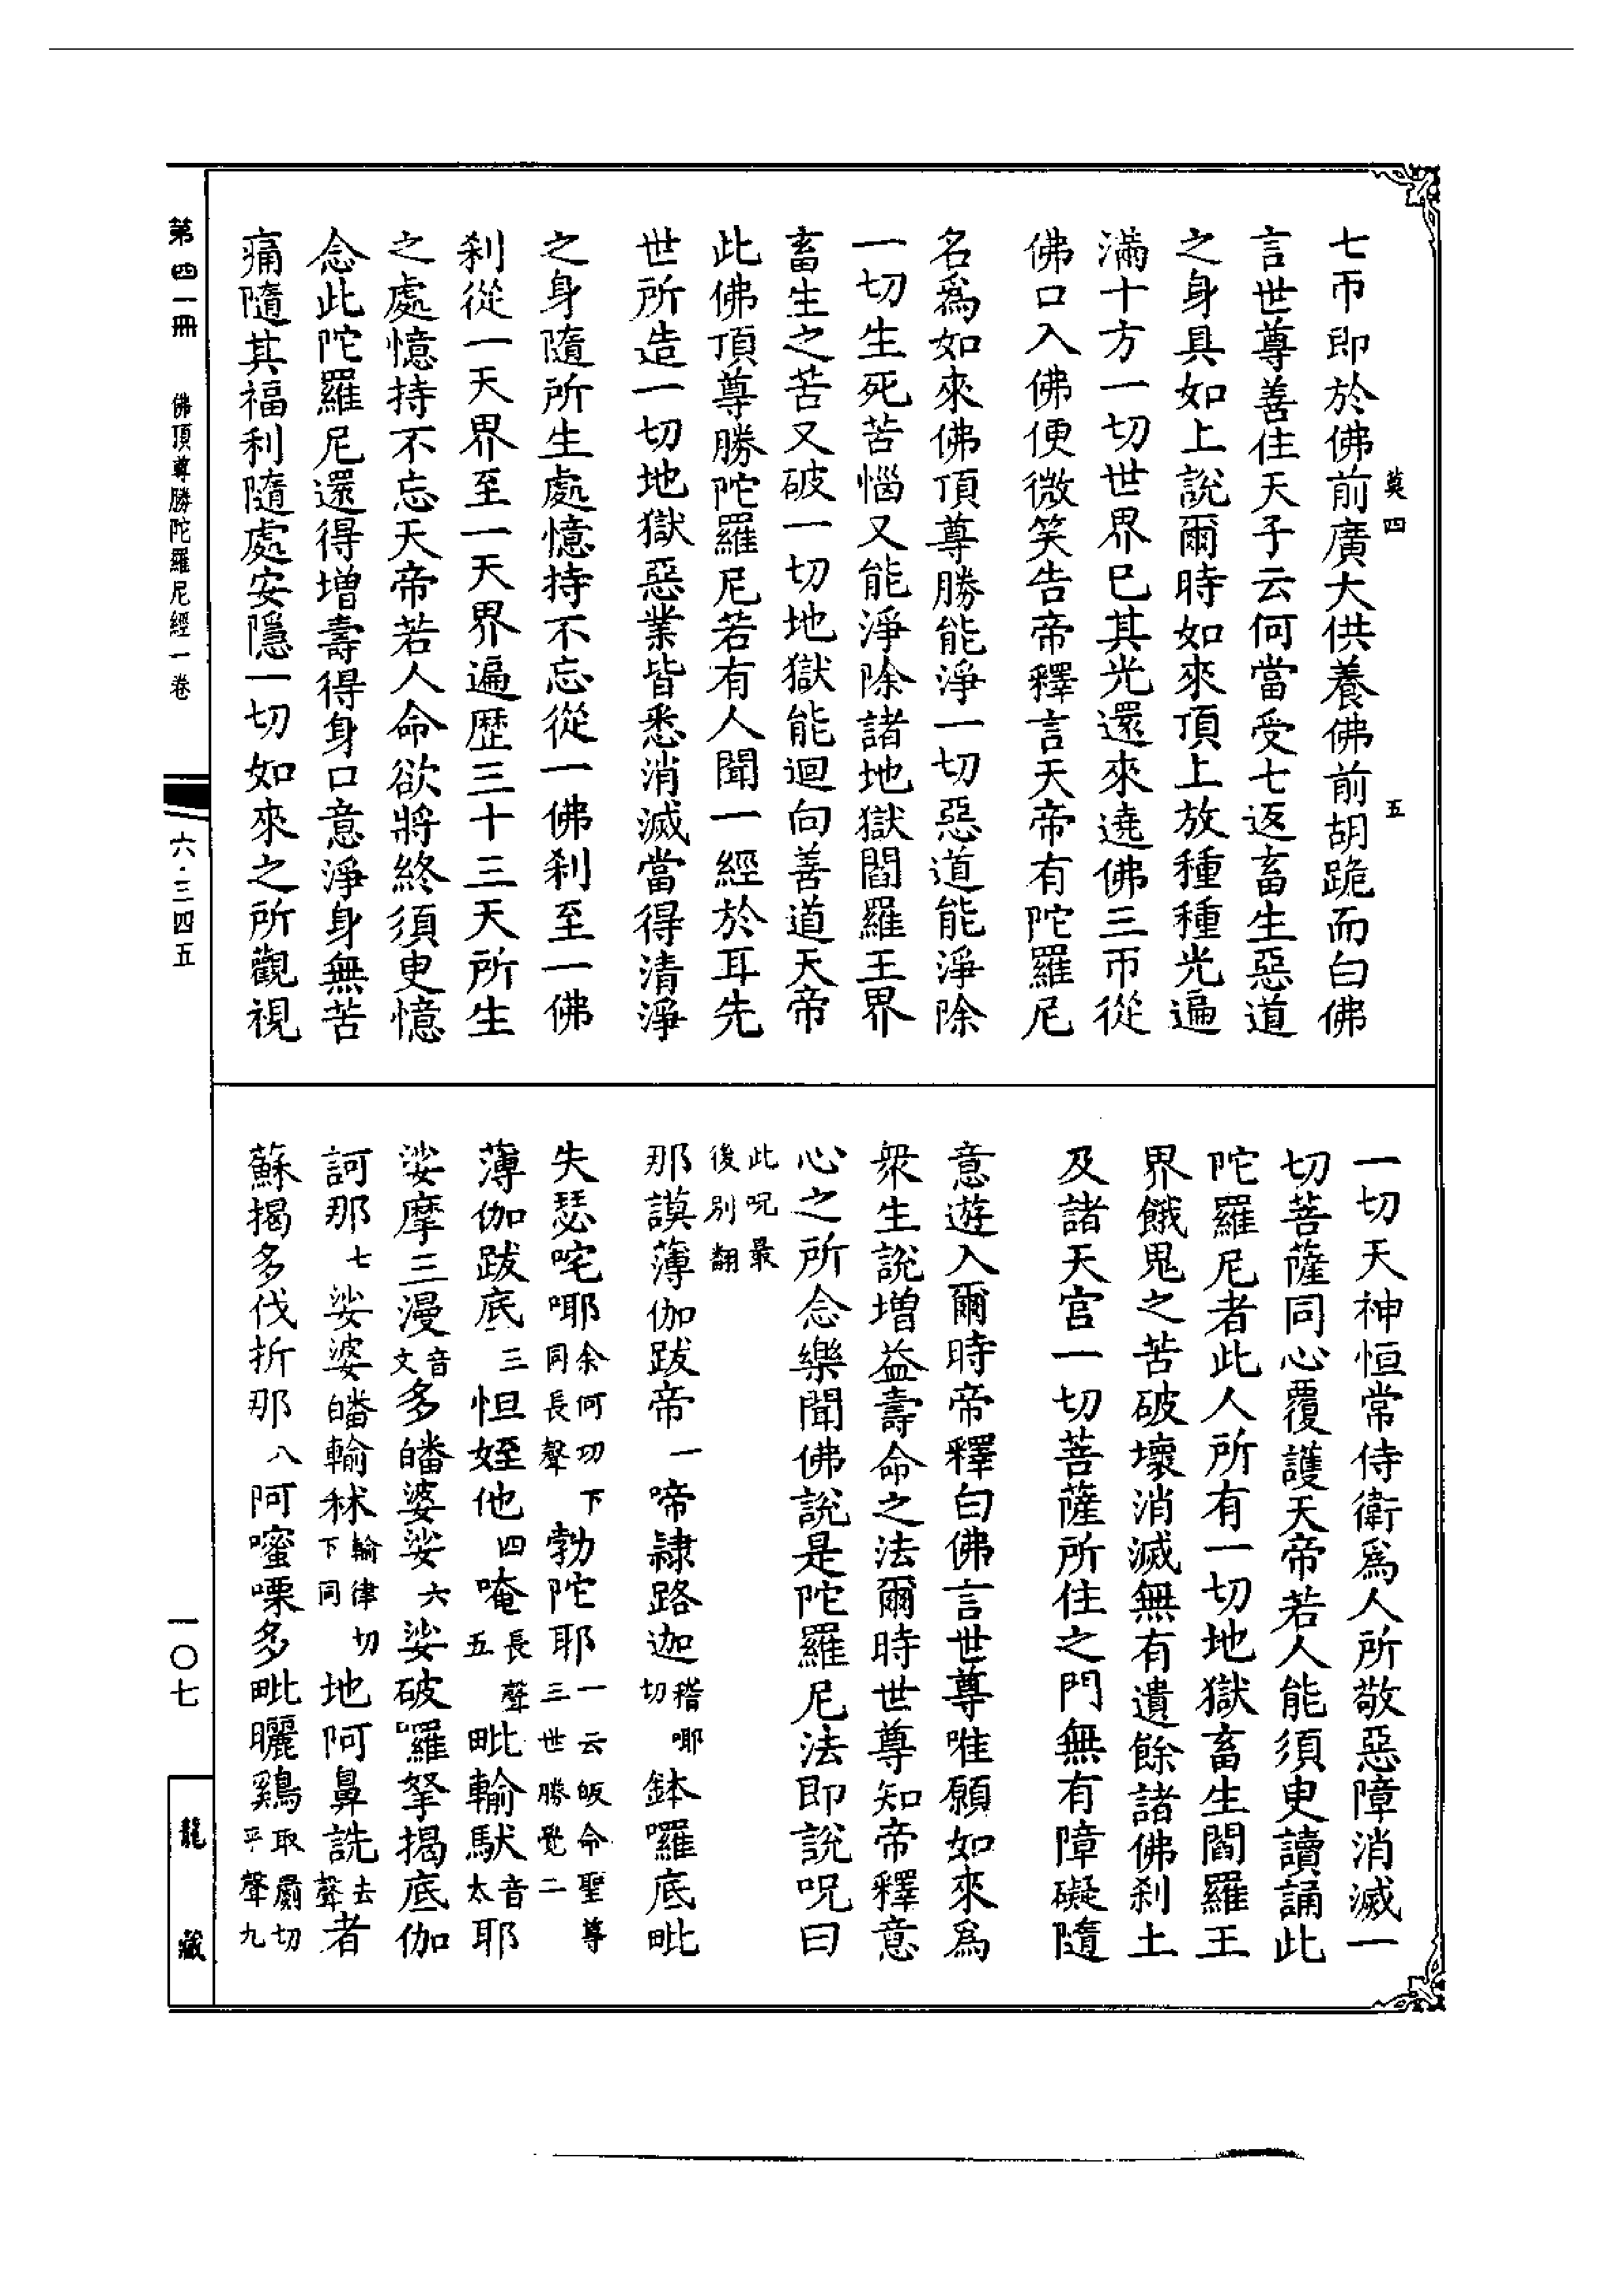 莫四　五
七帀即於佛前廣大供養佛前胡跪而白佛
言世尊善住天子云何當受七返畜生惡道
之身具如上說爾時如來頂上放種種光遍
滿十方一切世界已其光還來遶佛三帀從
佛口入佛便微笑告帝釋言天帝有陀羅尼
名爲如來佛頂尊勝能淨一切惡道能淨除
一切生死苦惱又能淨除諸地獄閻羅王界
畜生之苦又破一切地獄能迴向善道天帝
此佛頂尊勝陀羅尼若有人聞一經於耳先
世所造一切地獄惡業皆悉消滅當得清淨
之身隨所生處憶持不忘從一佛刹至一佛
刹從一天界至一天界遍歷三十三天所生
之處憶持不忘天帝若人命欲將終須臾憶
念此陀羅尼還得增壽得身口意淨身無苦
痛隨其福利隨處安隱一切如來之所觀視
一切天神恒常侍衛爲人所敬惡障消滅一
切菩薩同心覆護天帝若人能須臾讀誦此
陀羅尼者此人所有一切地獄畜生閻羅王
界餓鬼之苦破壞消滅無有遺餘諸佛刹土
及諸天宮一切菩薩所住之門無有障礙隨
意遊入爾時帝釋白佛言世尊唯願如來爲
衆生說增益壽命之法爾時世尊知帝釋意
心之所念樂聞佛說是陀羅尼法即說呪曰
此呪最
後別翻
那謨薄伽跋帝一啼隸路迦稽耶切鉢囉底毗
失瑟咤㖿余何切下同長聲勃陀耶一云皈命聖尊三世勝覺二
薄伽跋底三怛姪他四唵長聲五毗輸馱音太耶
娑摩三漫音文多皤婆娑六娑破囉拏揭底伽
訶那七娑婆皤輸秫輸律切下同地阿鼻詵去聲者
蘇揭多伐折那八阿㗚多毗曬鷄取罽切平聲九
第四一冊　佛頂尊勝陀羅尼經一卷　六·三四五　一〇七　龍藏